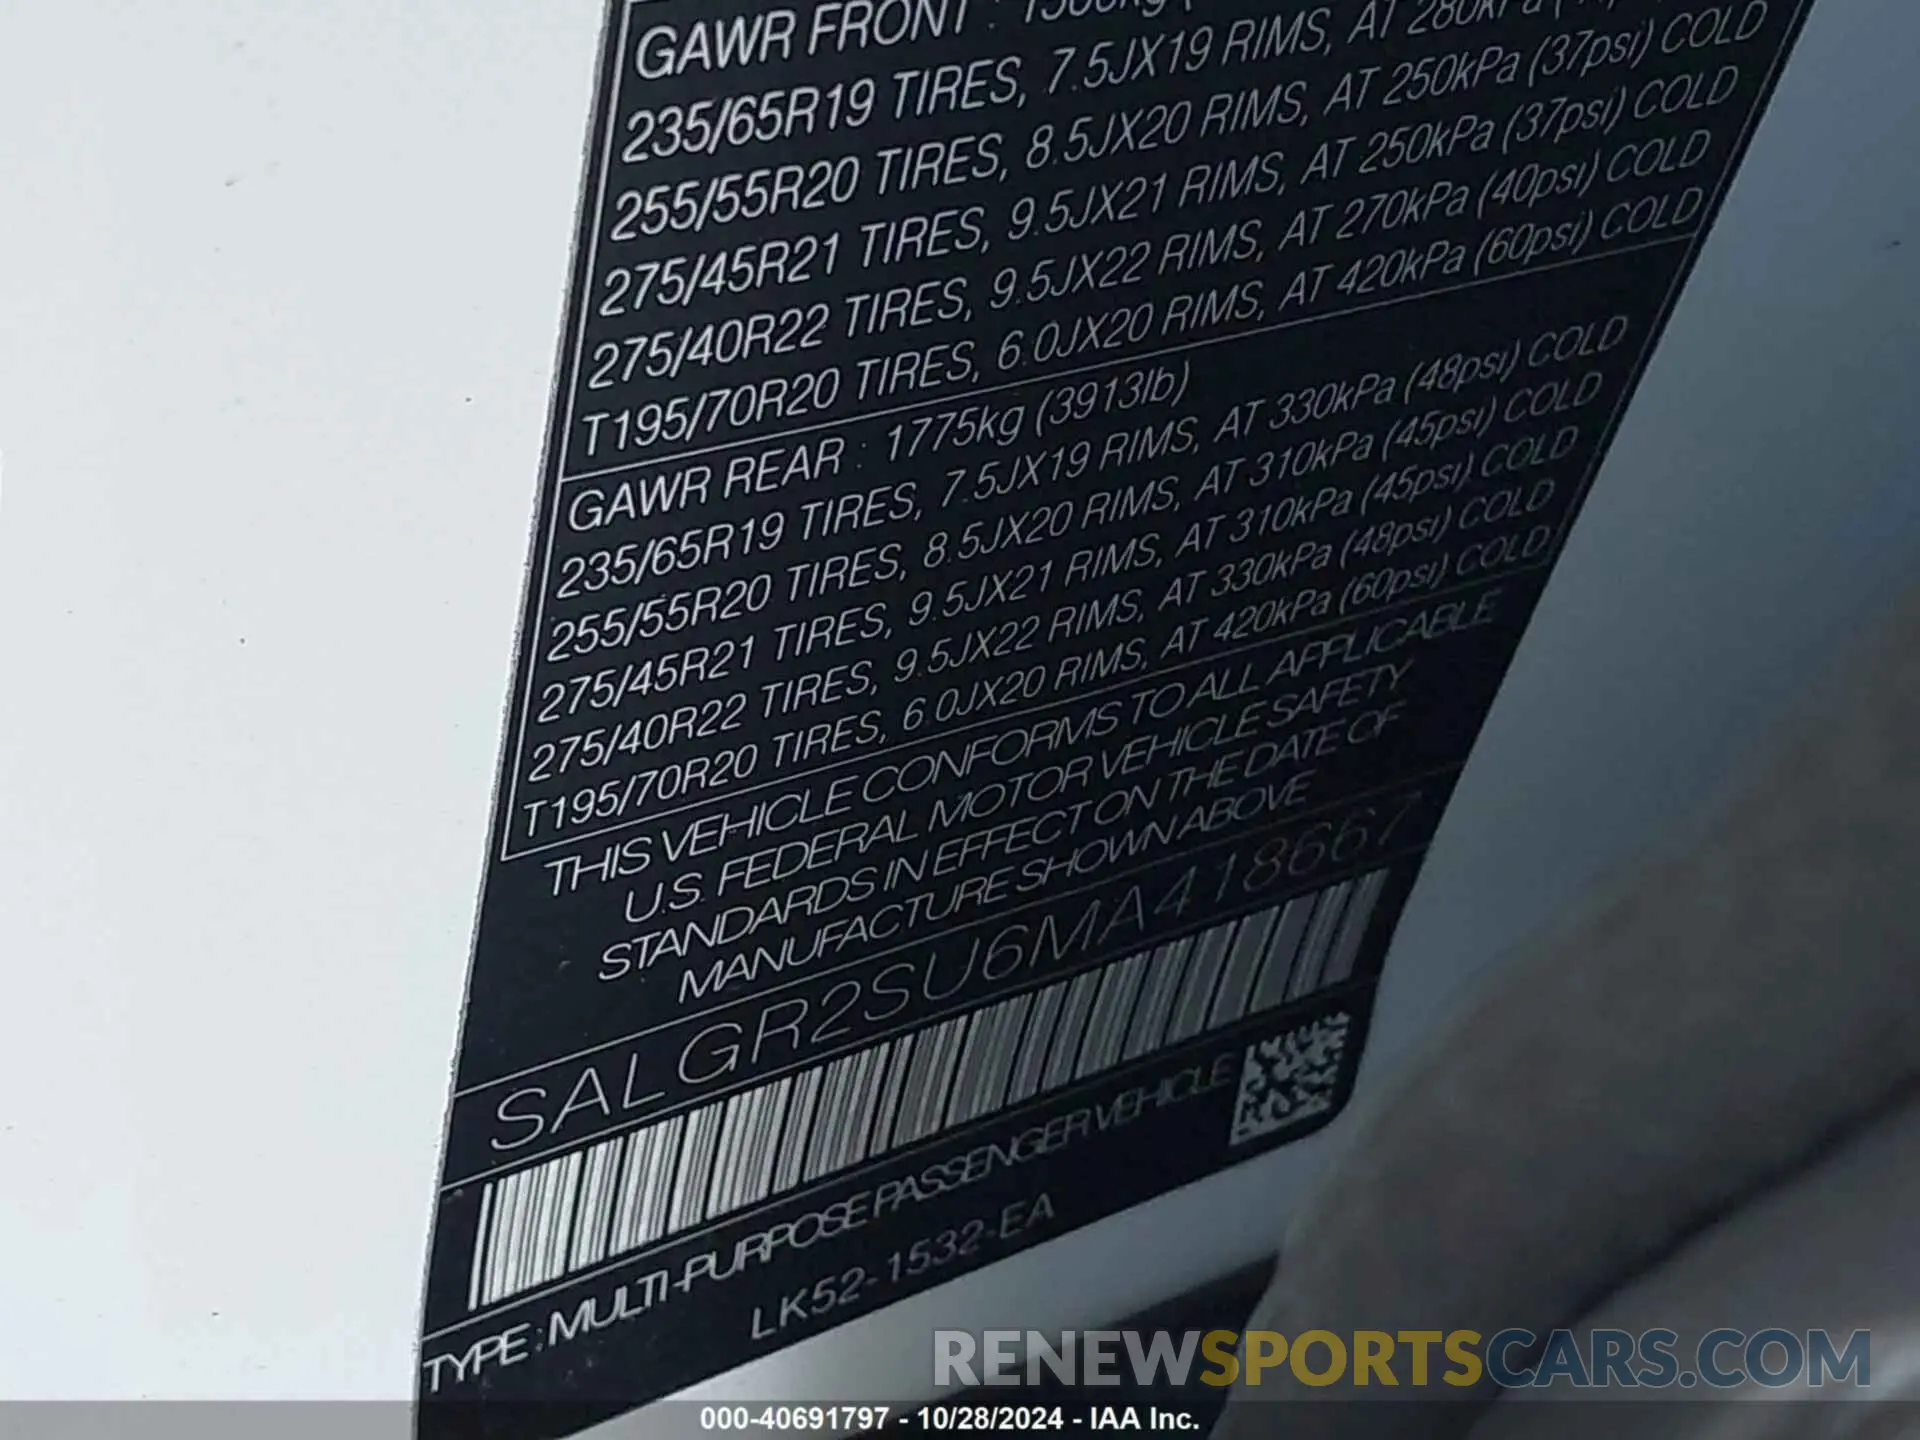 GAWR FRONT :
235/65R19 TIRES, 7.5JX19 RIMS, AT 280kPa
255/55R20 TIRES, 8.5JX20 RIMS, AT 250kPa (37psi) COLD
275/45R21 TIRES, 9.5JX21 RIMS, AT 250kPa (37psi) COLD
275/40R22 TIRES, 9.5JX22 RIMS, AT 270kPa (40psi) COLD
T195/70R20 TIRES, 6.0JX20 RIMS, AT 420kPa (60psi) COLD
GAWR REAR : 1775kg (3913lb)
235/65R19 TIRES, 7.5JX19 RIMS, AT 330kPa (48psi) COLD
255/55R20 TIRES, 8.5JX20 RIMS, AT 310kPa (45psi) COLD
275/45R21 TIRES, 9.5JX21 RIMS, AT 310kPa (45psi) COLD
275/40R22 TIRES, 9.5JX22 RIMS, AT 330kPa (48psi) COLD
T195/70R20 TIRES, 6.0JX20 RIMS, AT 420kPa (60psi) COLD
THIS VEHICLE CONFORMS TO ALL APPLICABLE
U.S. FEDERAL MOTOR VEHICLE SAFETY
STANDARDS IN EFFECT ON THE DATE OF
MANUFACTURE SHOWN ABOVE
SALGR2SU6MA418667
TYPE: MULTI-PURPOSE PASSENGER VEHICLE
LK52-1532-EA
RENEWSPORTSCARS.COM
000-40691797 - 10/28/2024 - IAA Inc.